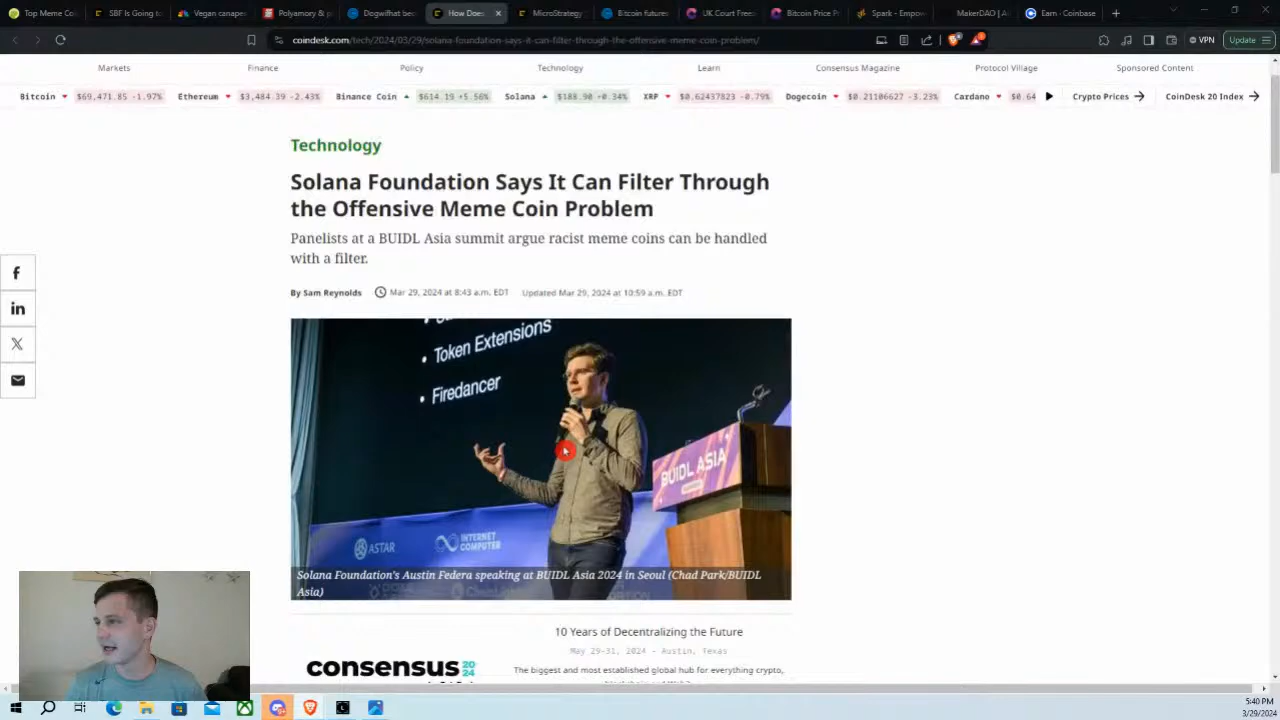 Top Meme Coi
SBF Is Going to
Vegan canape
Polyamory & p
Dogwifhat bec
How Does
MicroStrategy
Bitcoin futures
UK Court Free
Bitcoin Price P
Spark - Empow
MakerDAO | A
Earn - Coinbase
coindesk.com/tech/2024/03/29/solana-foundation-says-it-can-filter-through-the-offensive-meme-coin-problem/
VPN
Update
Markets
Finance
Policy
Technology
Learn
Consensus Magazine
Protocol Village
Sponsored Content
Bitcoin $69,471.85 -1.97%
Ethereum $3,484.39 -2.43%
Binance Coin $614.19 +5.56%
Solana $183.90 +0.34%
XRP $0.62437823 -0.79%
Dogecoin $0.21106627 -3.23%
Cardano $0.64
Crypto Prices
CoinDesk 20 Index
Technology
Solana Foundation Says It Can Filter Through
the Offensive Meme Coin Problem
Panelists at a BUIDL Asia summit argue racist meme coins can be handled
with a filter.
By Sam Reynolds
Mar 29, 2024 at 8:43 a.m. EDT
Updated Mar 29, 2024 at 10:59 a.m. EDT
Token Extensions
Firedancer
BUIDL ASIA
ASTAR
INTERNET
COMPUTER
Solana Foundation's Austin Federa speaking at BUIDL Asia 2024 in Seoul (Chad Park/BUIDL
Asia)
10 Years of Decentralizing the Future
May 29-31, 2024 - Austin, Texas
consensus 2024
The biggest and most established global hub for everything crypto,
5:40 PM
3/29/2024